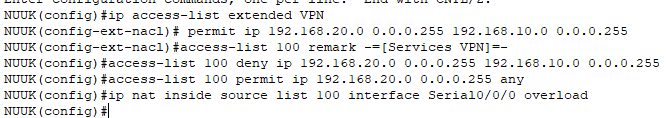 Enter configuration commands, one per line.  End with CNTL/Z.
NUUK(config)#ip access-list extended VPN
NUUK(config-ext-nacl)# permit ip 192.168.20.0 0.0.0.255 192.168.10.0 0.0.0.255
NUUK(config-ext-nacl)#access-list 100 remark -=[Services VPN]=-
NUUK(config)#access-list 100 deny ip 192.168.20.0 0.0.0.255 192.168.10.0 0.0.0.255
NUUK(config)#access-list 100 permit ip 192.168.20.0 0.0.0.255 any
NUUK(config)#ip nat inside source list 100 interface Serial0/0/0 overload
NUUK(config)#